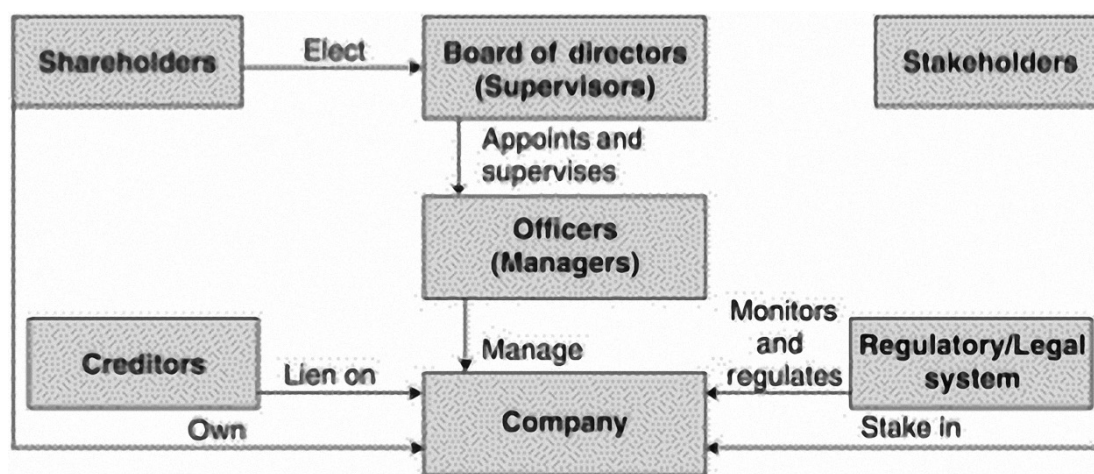 Shareholders
Elect
Board of directors
(Supervisors)
Stakeholders
Appoints and
supervises
Officers
(Managers)
Creditors
Lien on
Manage
Monitors
and
regulates
Regulatory/Legal
system
Own
Company
Stake in